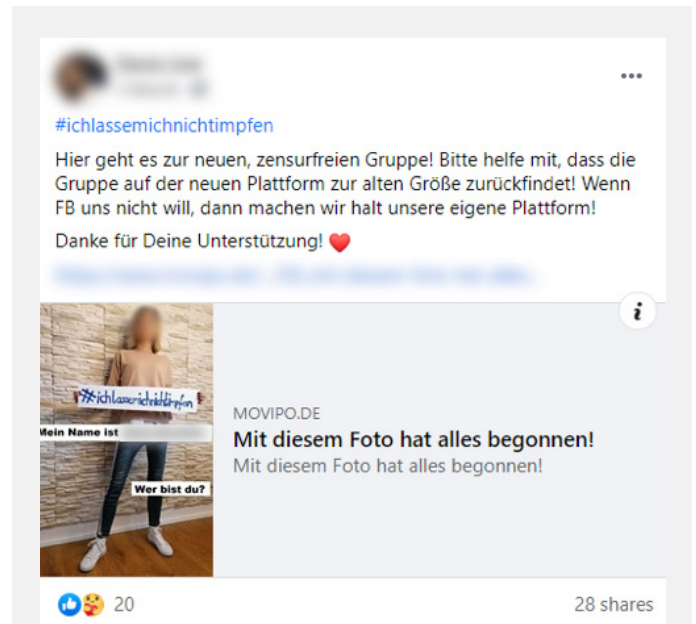 #ichlassemichnichtimpfen
Hier geht es zur neuen, zensurfreien Gruppe! Bitte helfe mit, dass die
Gruppe auf der neuen Plattform zur alten Größe zurückfindet! Wenn
FB uns nicht will, dann machen wir halt unsere eigene Plattform!
Danke für Deine Unterstützung! ❤️
#ichlassemichnichtimpfen
Mein Name ist
Wer bist du?
MOVIPO.DE
Mit diesem Foto hat alles begonnen!
Mit diesem Foto hat alles begonnen!
20
28 shares